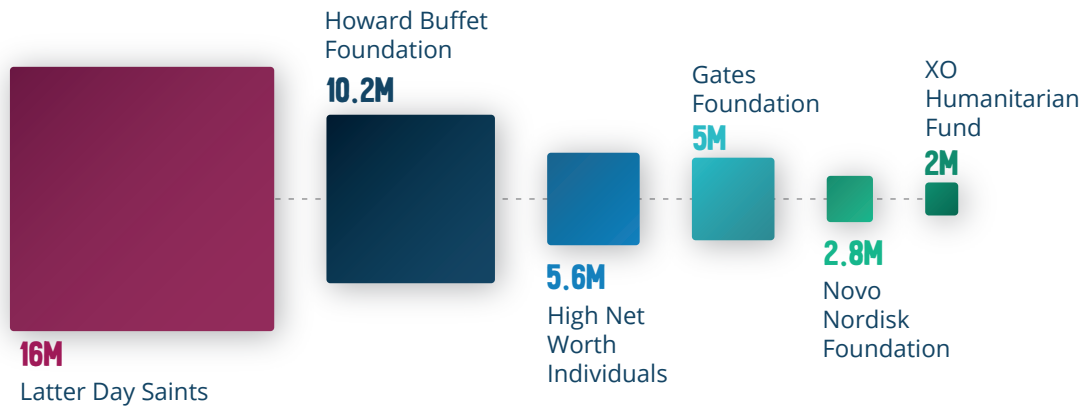 16M
Latter Day Saints
Howard Buffet
Foundation
10.2M
5.6M
High Net
Worth
Individuals
Gates
Foundation
5M
2.8M
Novo
Nordisk
Foundation
XO
Humanitarian
Fund
2M